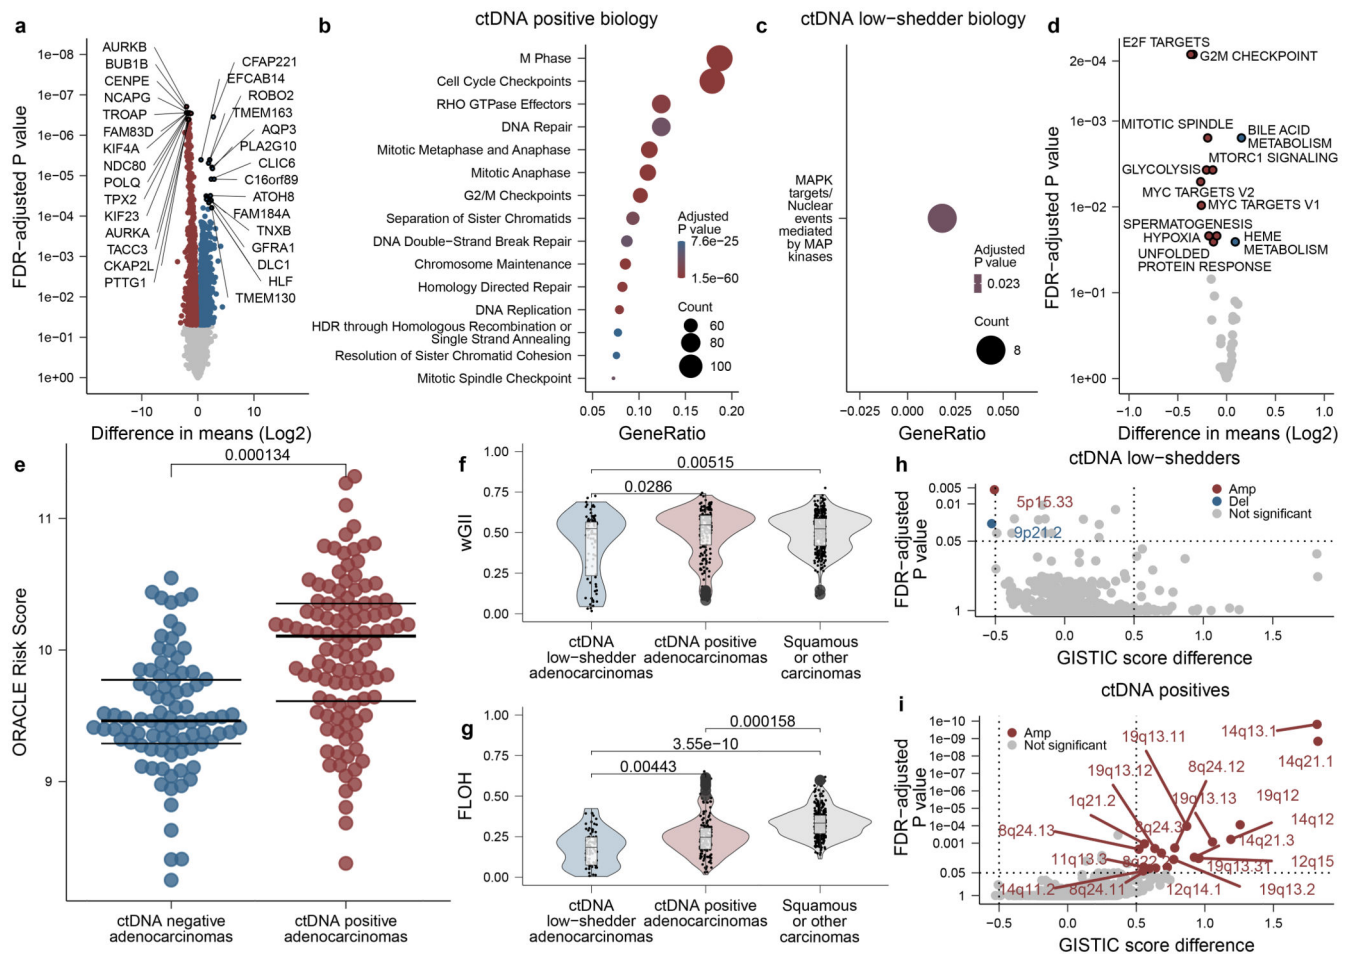 a
AURKB
BUB1B
CENPE
NCAPG
TROAP
FAM83D
KIF4A
NDC80
POLQ
TPX2
KIF23
AURKA
TACC3
CKAP2L
PTTG1
CFAP221
EFCAB14
ROBO2
TMEM163
AQP3
PLA2G10
CLIC6
C16orf89
ATOH8
FAM184A
TNXB
GFRA1
DLC1
HLF
TMEM130
FDR−adjusted P value
1e−08
1e−07
1e−06
1e−05
1e−04
1e−03
1e−02
1e−01
1e+00
−10
0
10
Difference in means (Log2)
b
ctDNA positive biology
M Phase
Cell Cycle Checkpoints
RHO GTPase Effectors
DNA Repair
Mitotic Metaphase and Anaphase
Mitotic Anaphase
G2/M Checkpoints
Separation of Sister Chromatids
DNA Double−Strand Break Repair
Chromosome Maintenance
Homology Directed Repair
DNA Replication
HDR through Homologous Recombination or
Single Strand Annealing
Resolution of Sister Chromatid Cohesion
Mitotic Spindle Checkpoint
Adjusted
P value
7.6e−25
1.5e−60
Count
60
80
100
0.05
0.10
0.15
0.20
GeneRatio
c
ctDNA low−shedder biology
MAPK
targets/
Nuclear
events
mediated
by MAP
kinases
Adjusted
P value
0.023
Count
8
−0.025
0.000
0.025
0.050
GeneRatio
d
E2F TARGETS
G2M CHECKPOINT
MITOTIC SPINDLE
BILE ACID
METABOLISM
MTORC1 SIGNALING
GLYCOLYSIS
MYC TARGETS V2
MYC TARGETS V1
SPERMATOGENESIS
HYPOXIA
HEME
METABOLISM
UNFOLDED
PROTEIN RESPONSE
FDR−adjusted P value
2e−04
1e−03
1e−02
1e−01
1e+00
−1.0
−0.5
0.0
0.5
1.0
Difference in means (Log2)
e
0.000134
ORACLE Risk Score
11
10
9
ctDNA negative
adenocarcinomas
ctDNA positive
adenocarcinomas
f
0.00515
0.0286
wGII
1.00
0.75
0.50
0.25
0.00
ctDNA
low−shedder
adenocarcinomas
ctDNA positive
adenocarcinomas
Squamous
or other
carcinomas
g
0.000158
3.55e−10
0.00443
FLOH
1.00
0.75
0.50
0.25
0.00
ctDNA
low−shedder
adenocarcinomas
ctDNA positive
adenocarcinomas
Squamous
or other
carcinomas
h
ctDNA low−shedders
Amp
Del
Not significant
5p15.33
9p21.2
FDR−adjusted
P value
0.005
0.01
0.05
1
−0.5
0.0
0.5
1.0
1.5
GISTIC score difference
i
ctDNA positives
Amp
Not significant
19q13.11
14q13.1
14q21.1
19q13.12
8q24.12
1q21.2
19q13.13
19q12
8q24.13
8q24.3
14q12
14q21.3
11q13.3
19q13.31
12q15
14q11.2
8q24.11
12q14.1
19q13.2
FDR−adjusted
P value
1e−10
1e−09
1e−08
1e−07
1e−06
1e−05
1e−04
0.001
0.05
1
−0.5
0.0
0.5
1.0
1.5
GISTIC score difference